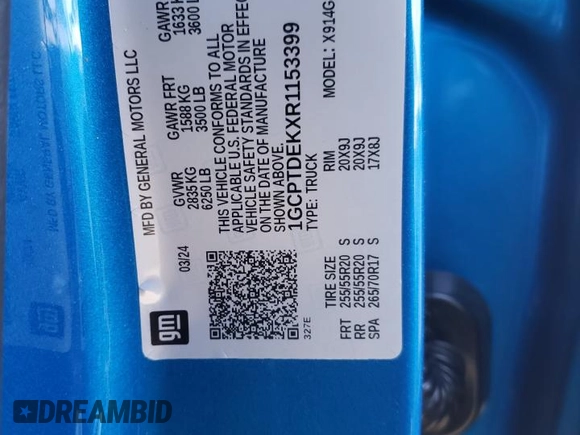 MFD BY GENERAL MOTORS LLC
03/24
GVWR
2835 KG
6250 LB
GAWR FRT
1588 KG
3500 LB
GAWR RR
1633 KG
3600 LB
THIS VEHICLE CONFORMS TO ALL
APPLICABLE U.S. FEDERAL MOTOR
VEHICLE SAFETY STANDARDS IN EFFEC
ON THE DATE OF MANUFACTURE
1GCPTDEKXR1153399
TYPE: TRUCK
MODEL: X914G
gm
327E
TIRE SIZE RIM
FRT 255/55R20 S 20X9J
RR 255/55R20 S 20X9J
SPA 265/70R17 S 17X8J
DREAMBID